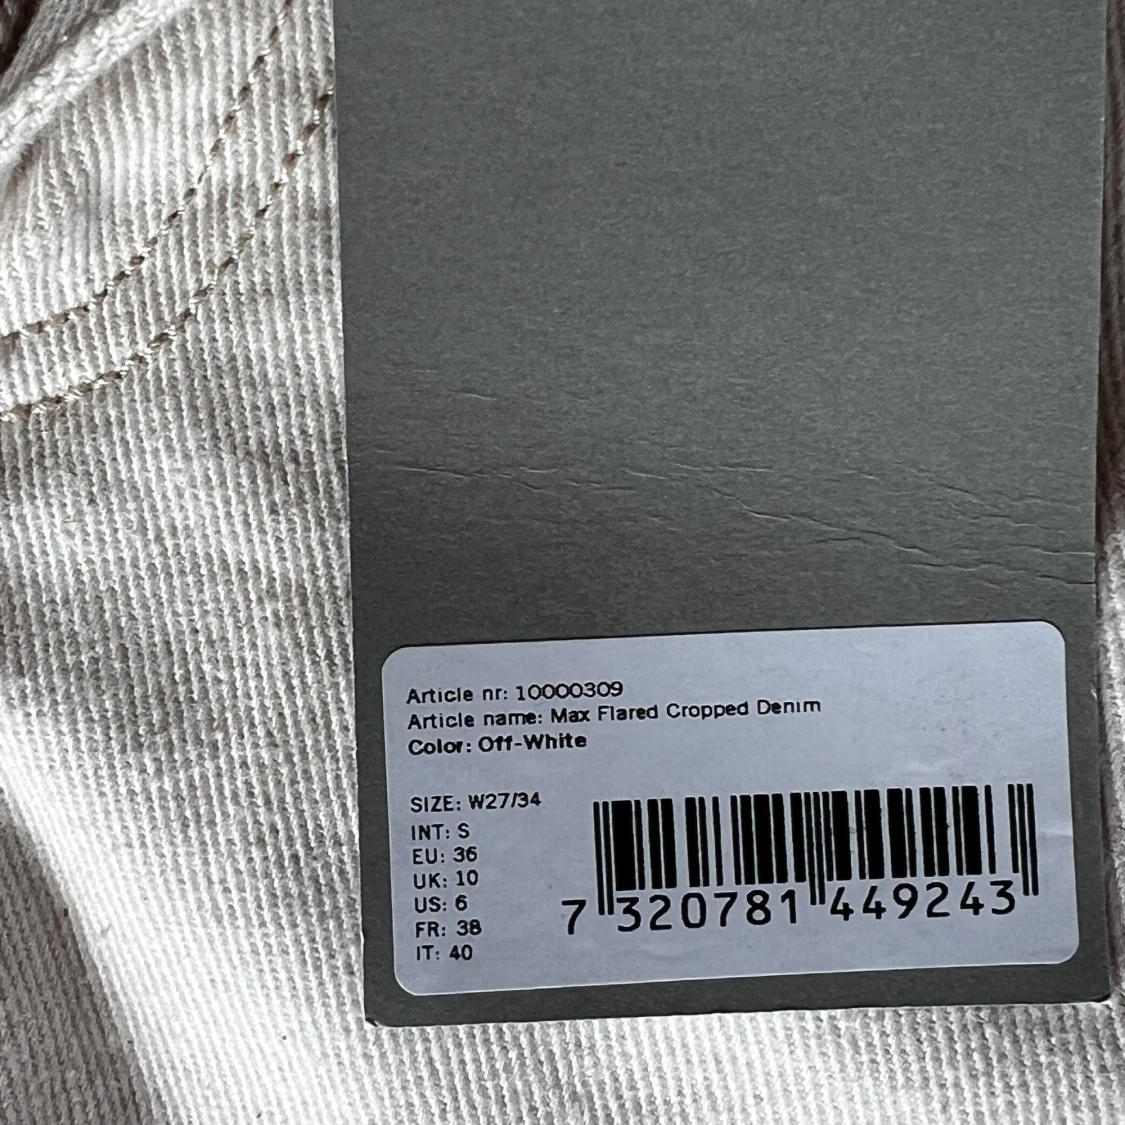 Article nr: 10000309
Article name: Max Flared Cropped Denim
Color: Off-White
SIZE: W27/34
INT: S
EU: 36
UK: 10
US: 6
FR: 38
IT: 40
7 320781 449243